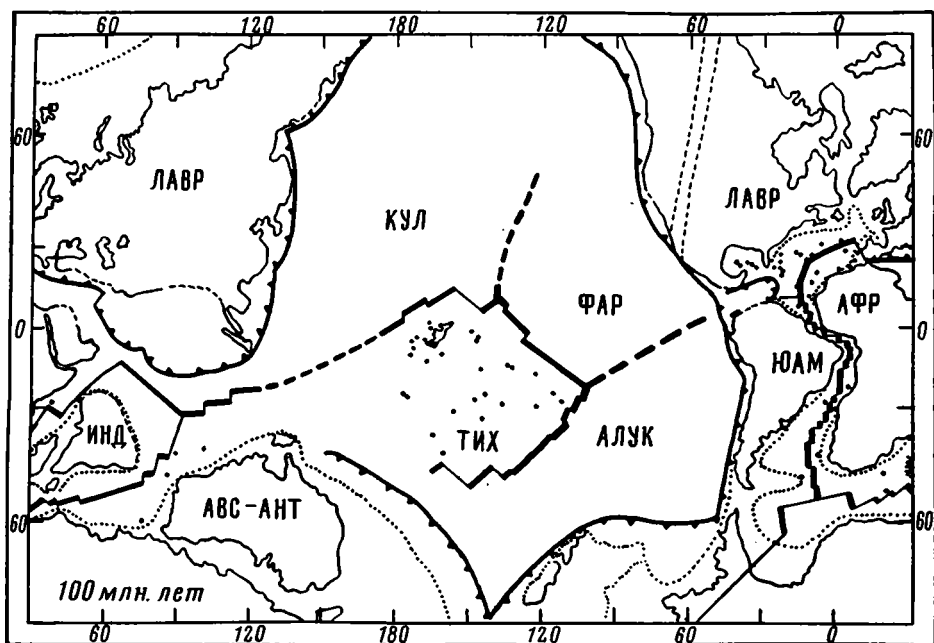 60 120 180 120 60 0
60 60
ЛАВР ЛАВР
КУЛ
ФАР АФР
0 0
ЮАМ
ИНД ТИХ АЛУК
АВС-АНТ
60 60
100 млн. лет
60 120 180 120 60 0